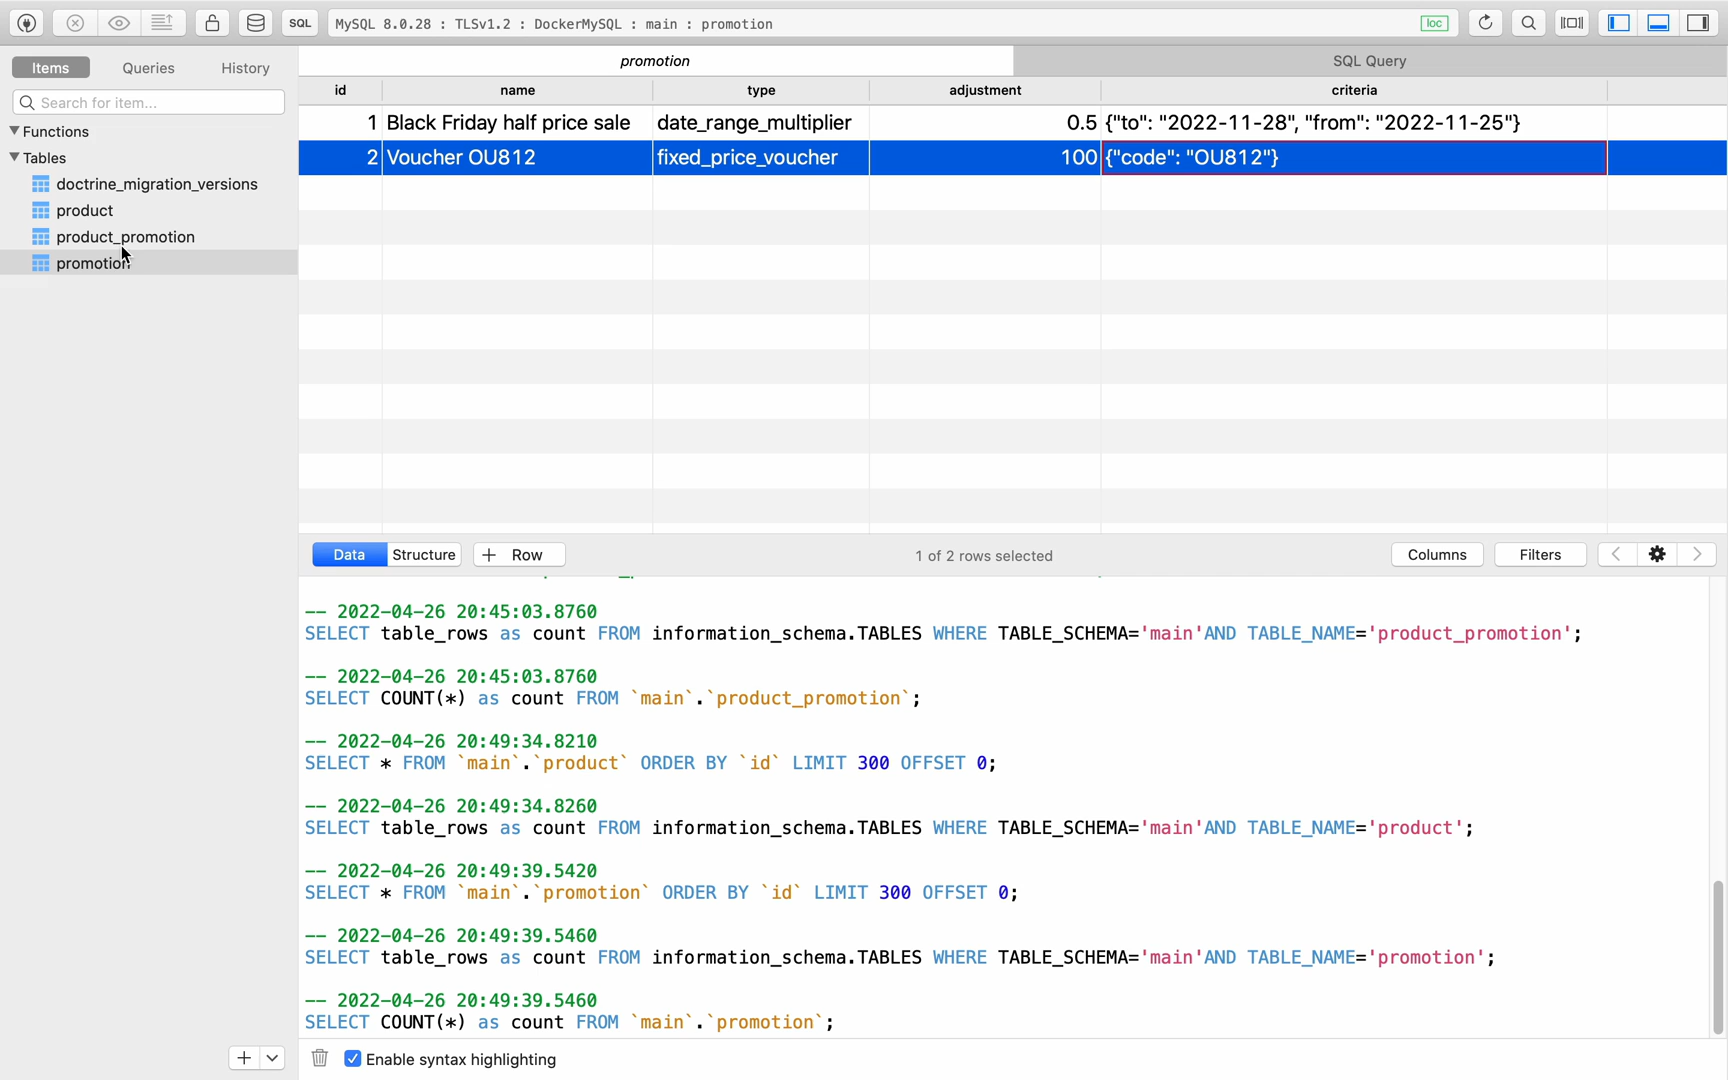 SQL
MySQL 8.0.28 : TLSv1.2 : DockerMySQL : main : promotion
loc
Items Queries History
Search for item...
Functions
Tables
doctrine_migration_versions
product
product_promotion
promotion
promotion SQL Query
id name type adjustment criteria
1 Black Friday half price sale date_range_multiplier 0.5 {"to": "2022-11-28", "from": "2022-11-25"}
2 Voucher OU812 fixed_price_voucher 100 {"code": "OU812"}
Data Structure + Row 1 of 2 rows selected Columns Filters
-- 2022-04-26 20:45:03.8760
SELECT table_rows as count FROM information_schema.TABLES WHERE TABLE_SCHEMA='main'AND TABLE_NAME='product_promotion';
-- 2022-04-26 20:45:03.8760
SELECT COUNT(*) as count FROM `main`.`product_promotion`;
-- 2022-04-26 20:49:34.8210
SELECT * FROM `main`.`product` ORDER BY `id` LIMIT 300 OFFSET 0;
-- 2022-04-26 20:49:34.8260
SELECT table_rows as count FROM information_schema.TABLES WHERE TABLE_SCHEMA='main'AND TABLE_NAME='product';
-- 2022-04-26 20:49:39.5420
SELECT * FROM `main`.`promotion` ORDER BY `id` LIMIT 300 OFFSET 0;
-- 2022-04-26 20:49:39.5460
SELECT table_rows as count FROM information_schema.TABLES WHERE TABLE_SCHEMA='main'AND TABLE_NAME='promotion';
-- 2022-04-26 20:49:39.5460
SELECT COUNT(*) as count FROM `main`.`promotion`;
Enable syntax highlighting